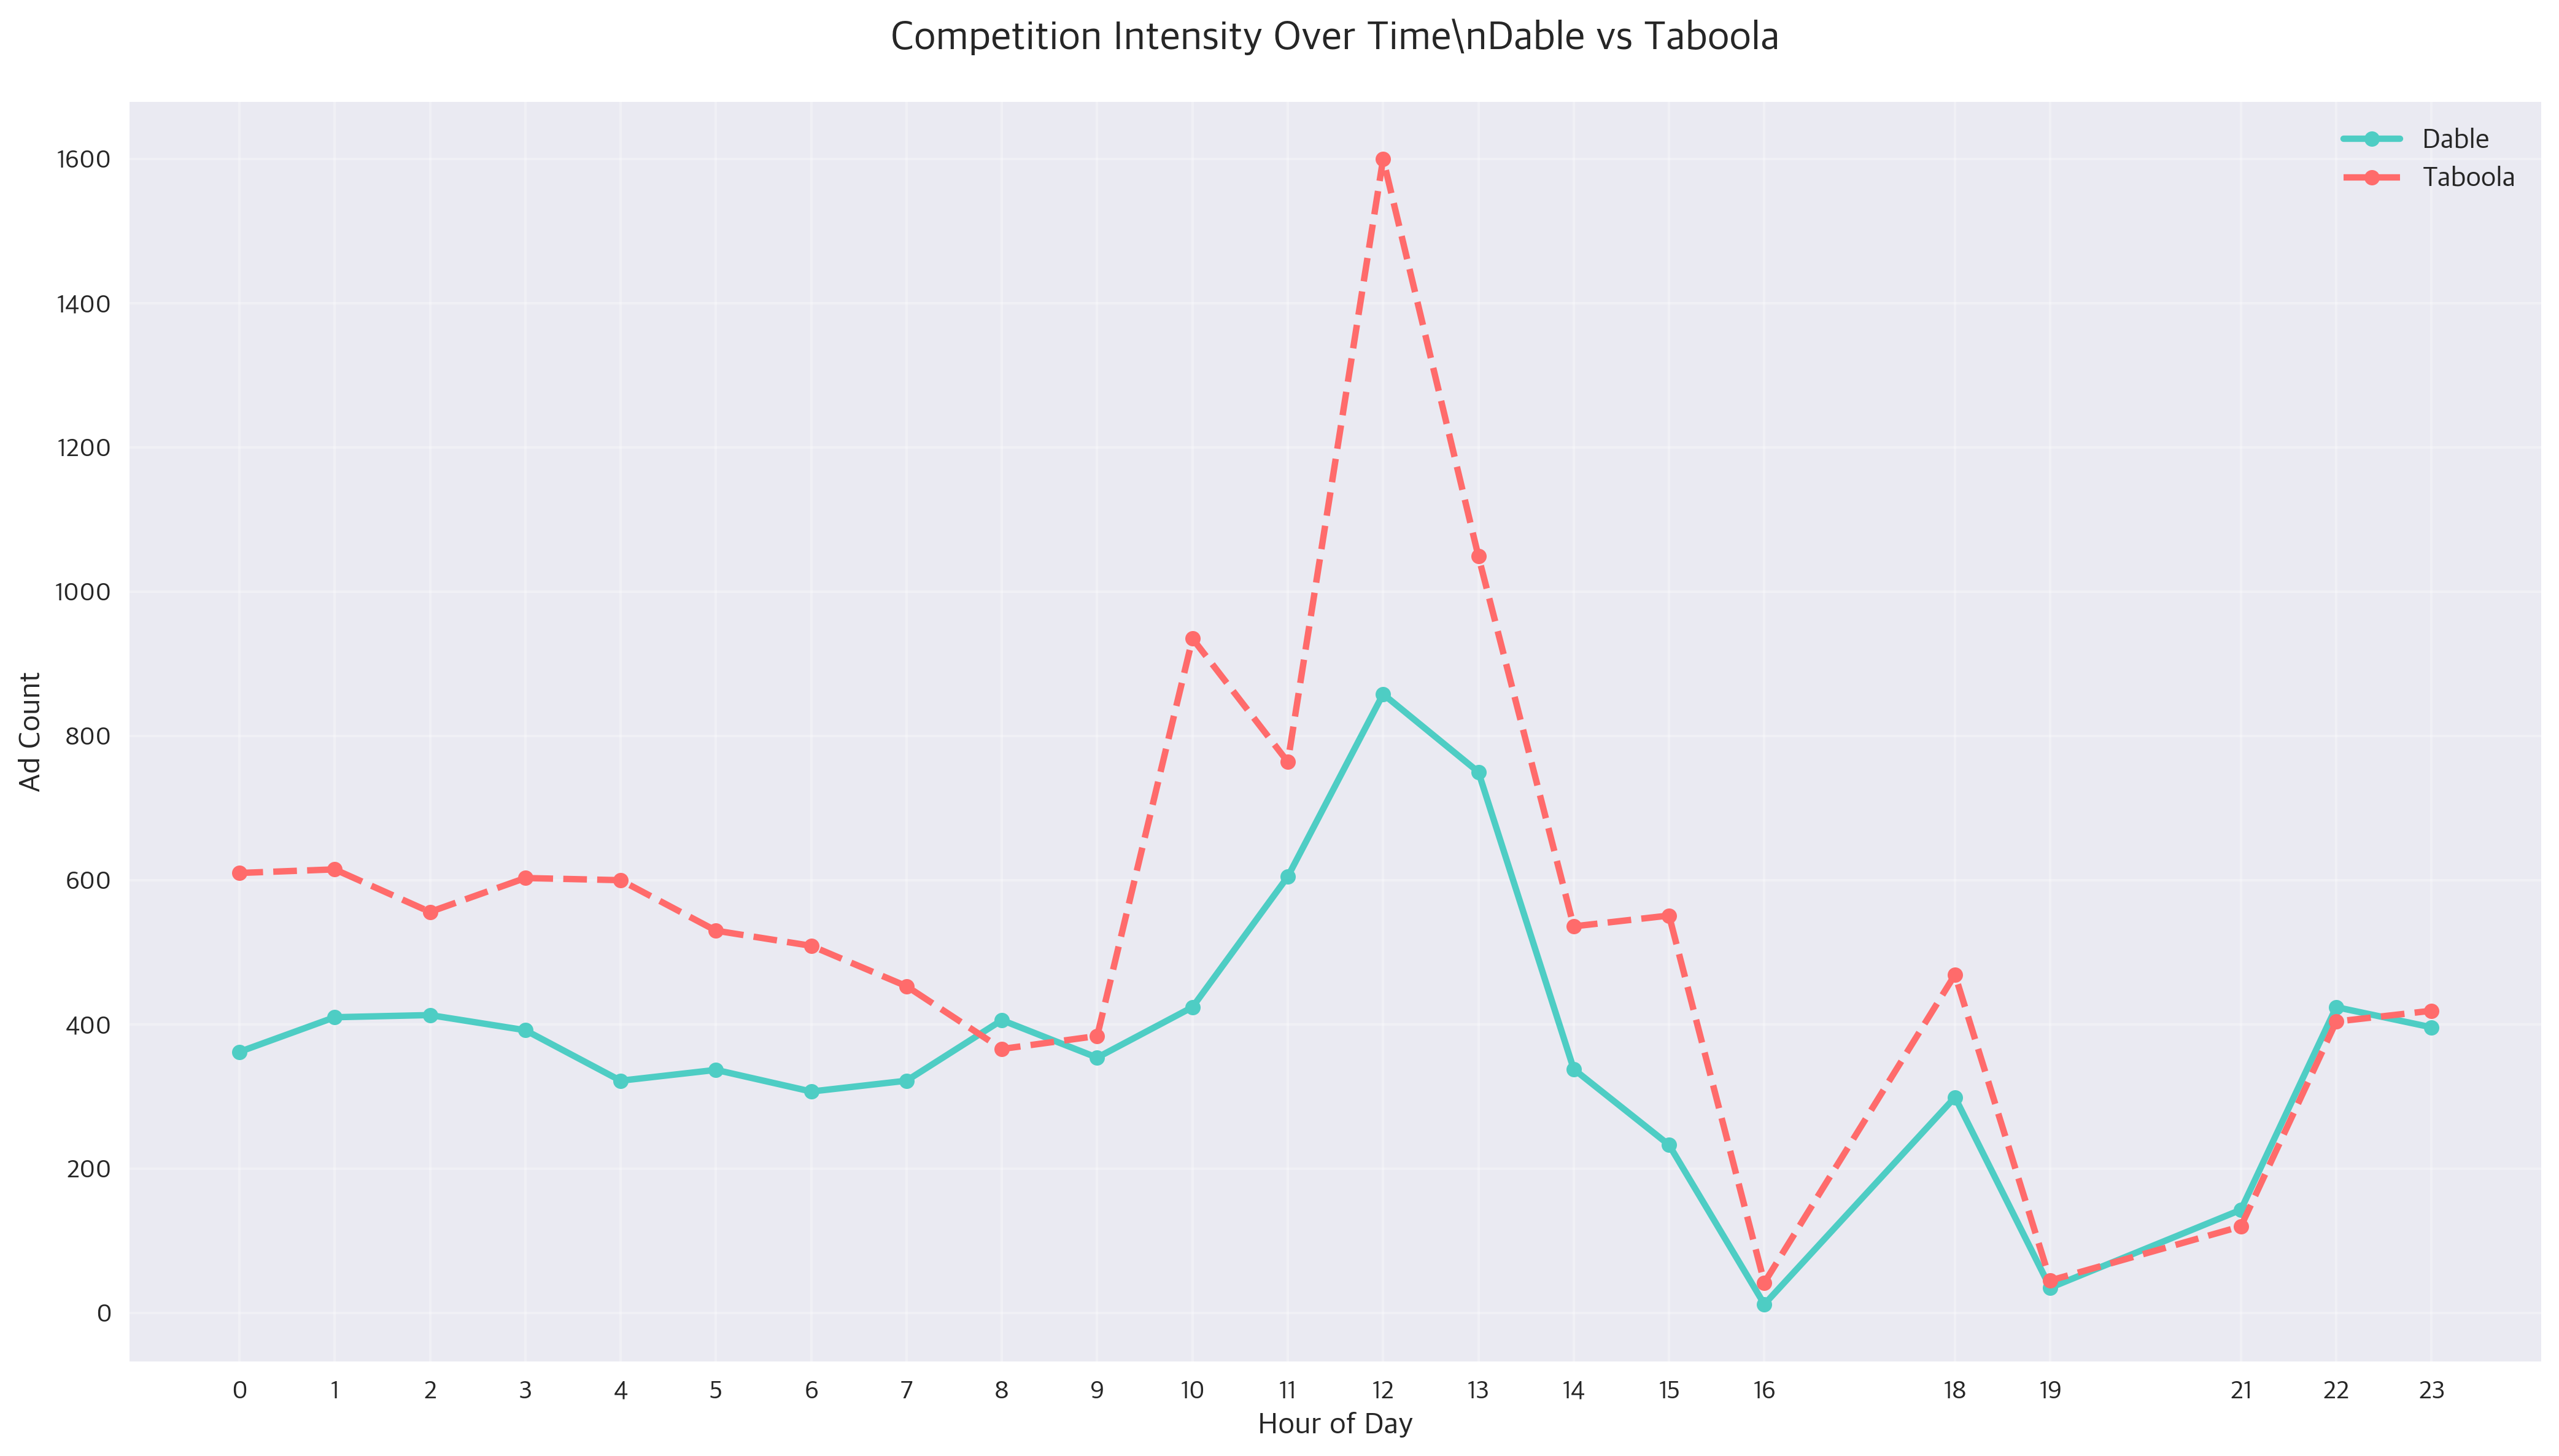 Competition Intensity Over Time\nDable vs Taboola
Dable
Taboola
1600
1400
1200
1000
800
600
400
200
0
Ad Count
0 1 2 3 4 5 6 7 8 9 10 11 12 13 14 15 16 18 19 21 22 23
Hour of Day